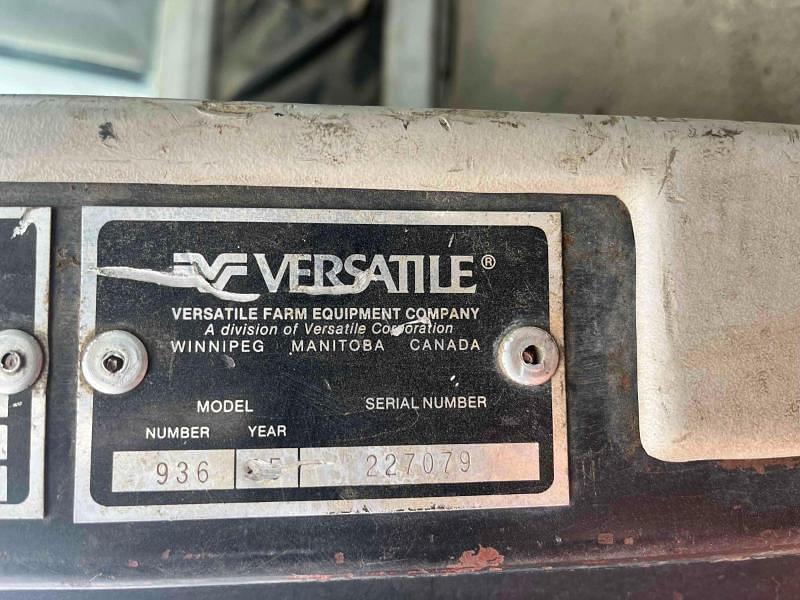 VERSATILE®
VERSATILE FARM EQUIPMENT COMPANY
A division of Versatile Corporation
WINNIPEG MANITOBA CANADA
MODEL
SERIAL NUMBER
NUMBER YEAR
936 227079